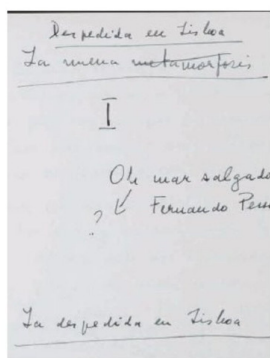 Despedida en Lisboa
La nueva metamorfosis
I
Oh mar salgado
? Fernando Pess
La despedida en Lisboa